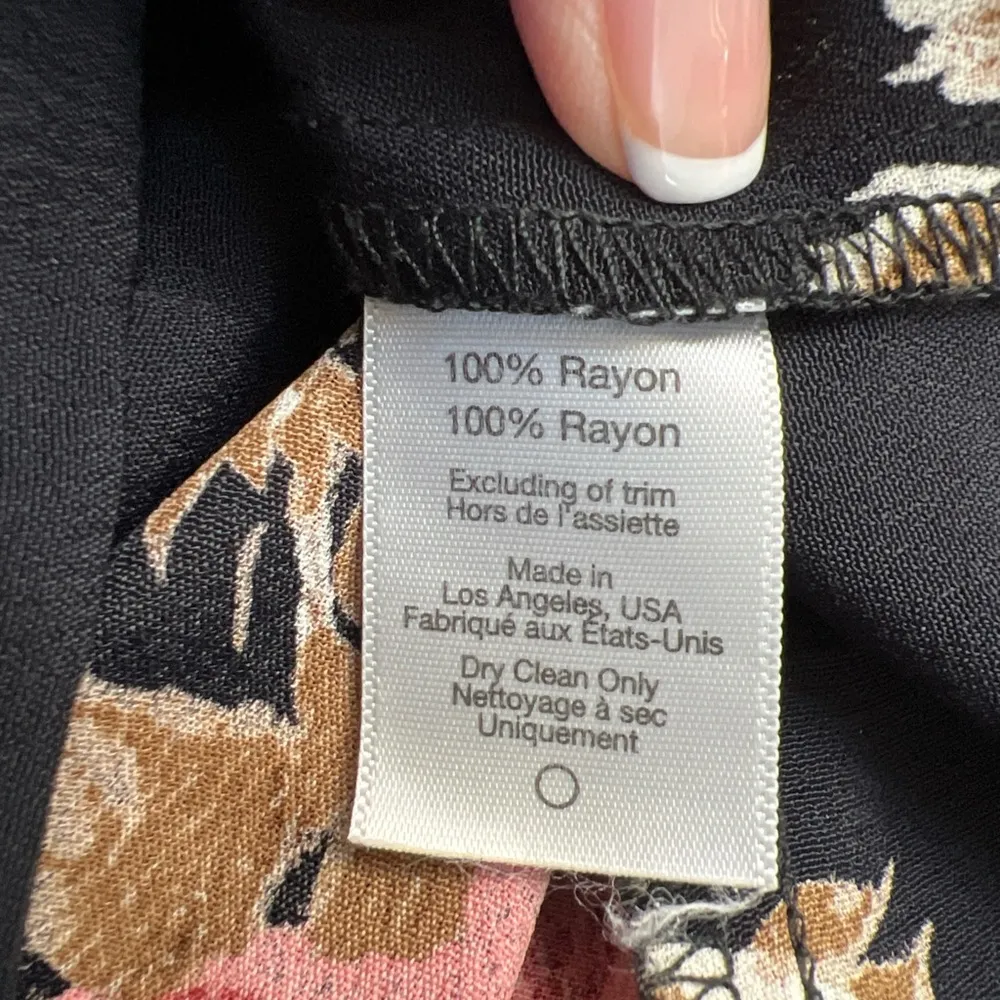 100% Rayon
100% Rayon
Excluding of trim
Hors de l'assiette
Made in
Los Angeles, USA
Fabriqué aux États-Unis
Dry Clean Only
Nettoyage à sec
Uniquement